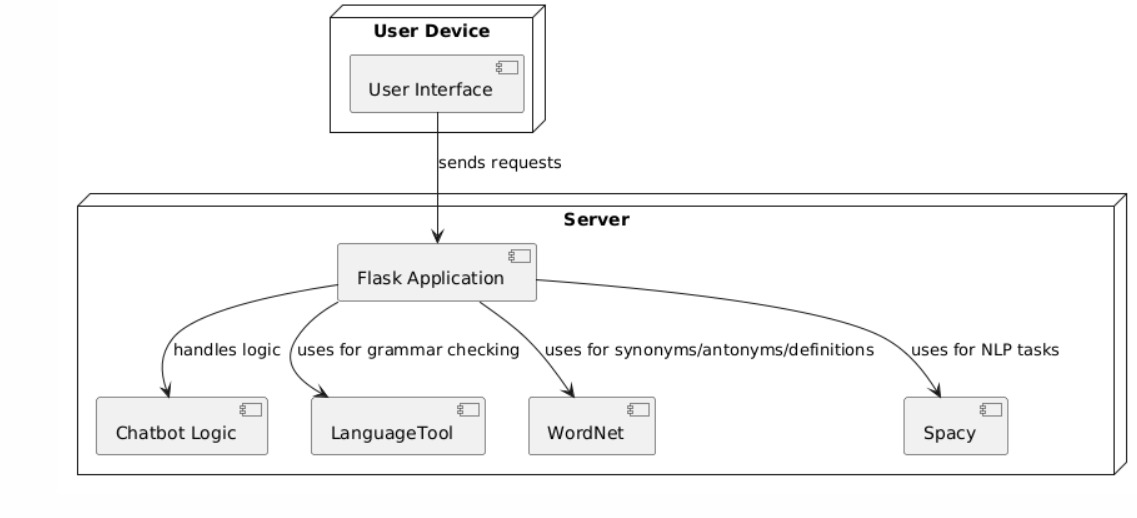 User Device
User Interface
sends requests
Server
Flask Application
handles logic
uses for grammar checking
uses for synonyms/antonyms/definitions
uses for NLP tasks
Chatbot Logic
LanguageTool
WordNet
Spacy